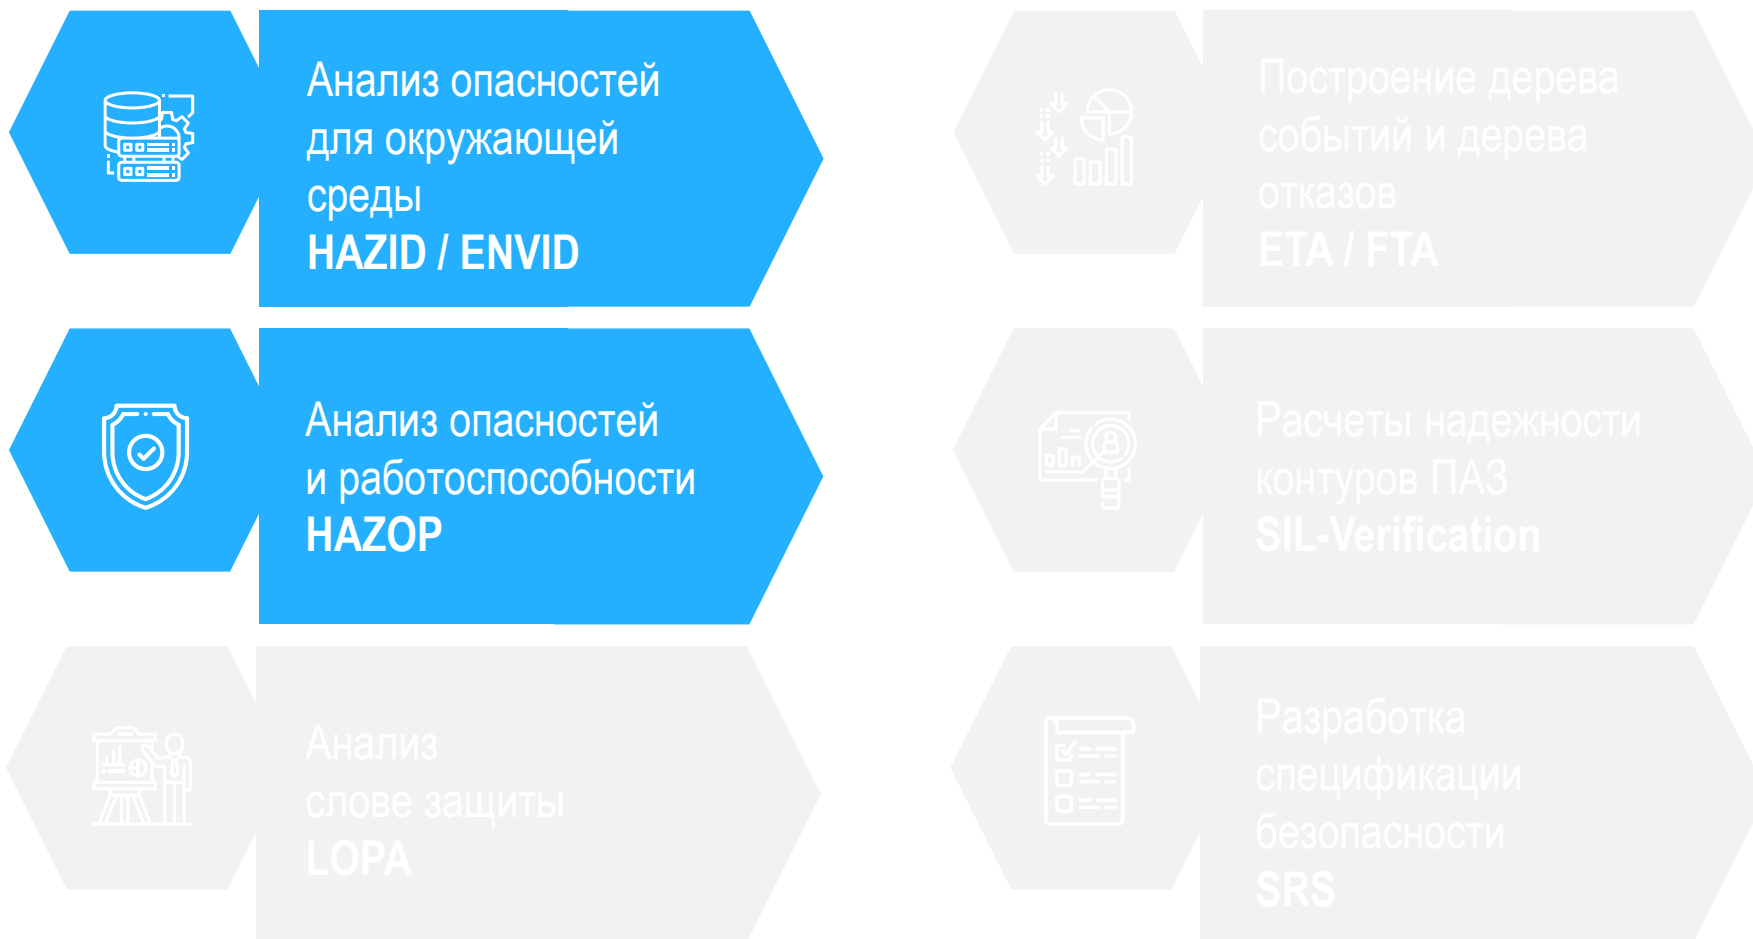 Анализ опасностей
для окружающей
среды
HAZID / ENVID
Анализ опасностей
и работоспособности
HAZOP
Анализ
слове защиты
LOPA
Построение дерева
событий и дерева
отказов
ETA / FTA
Расчеты надежности
контуров ПАЗ
SIL-Verification
Разработка
спецификации
безопасности
SRS